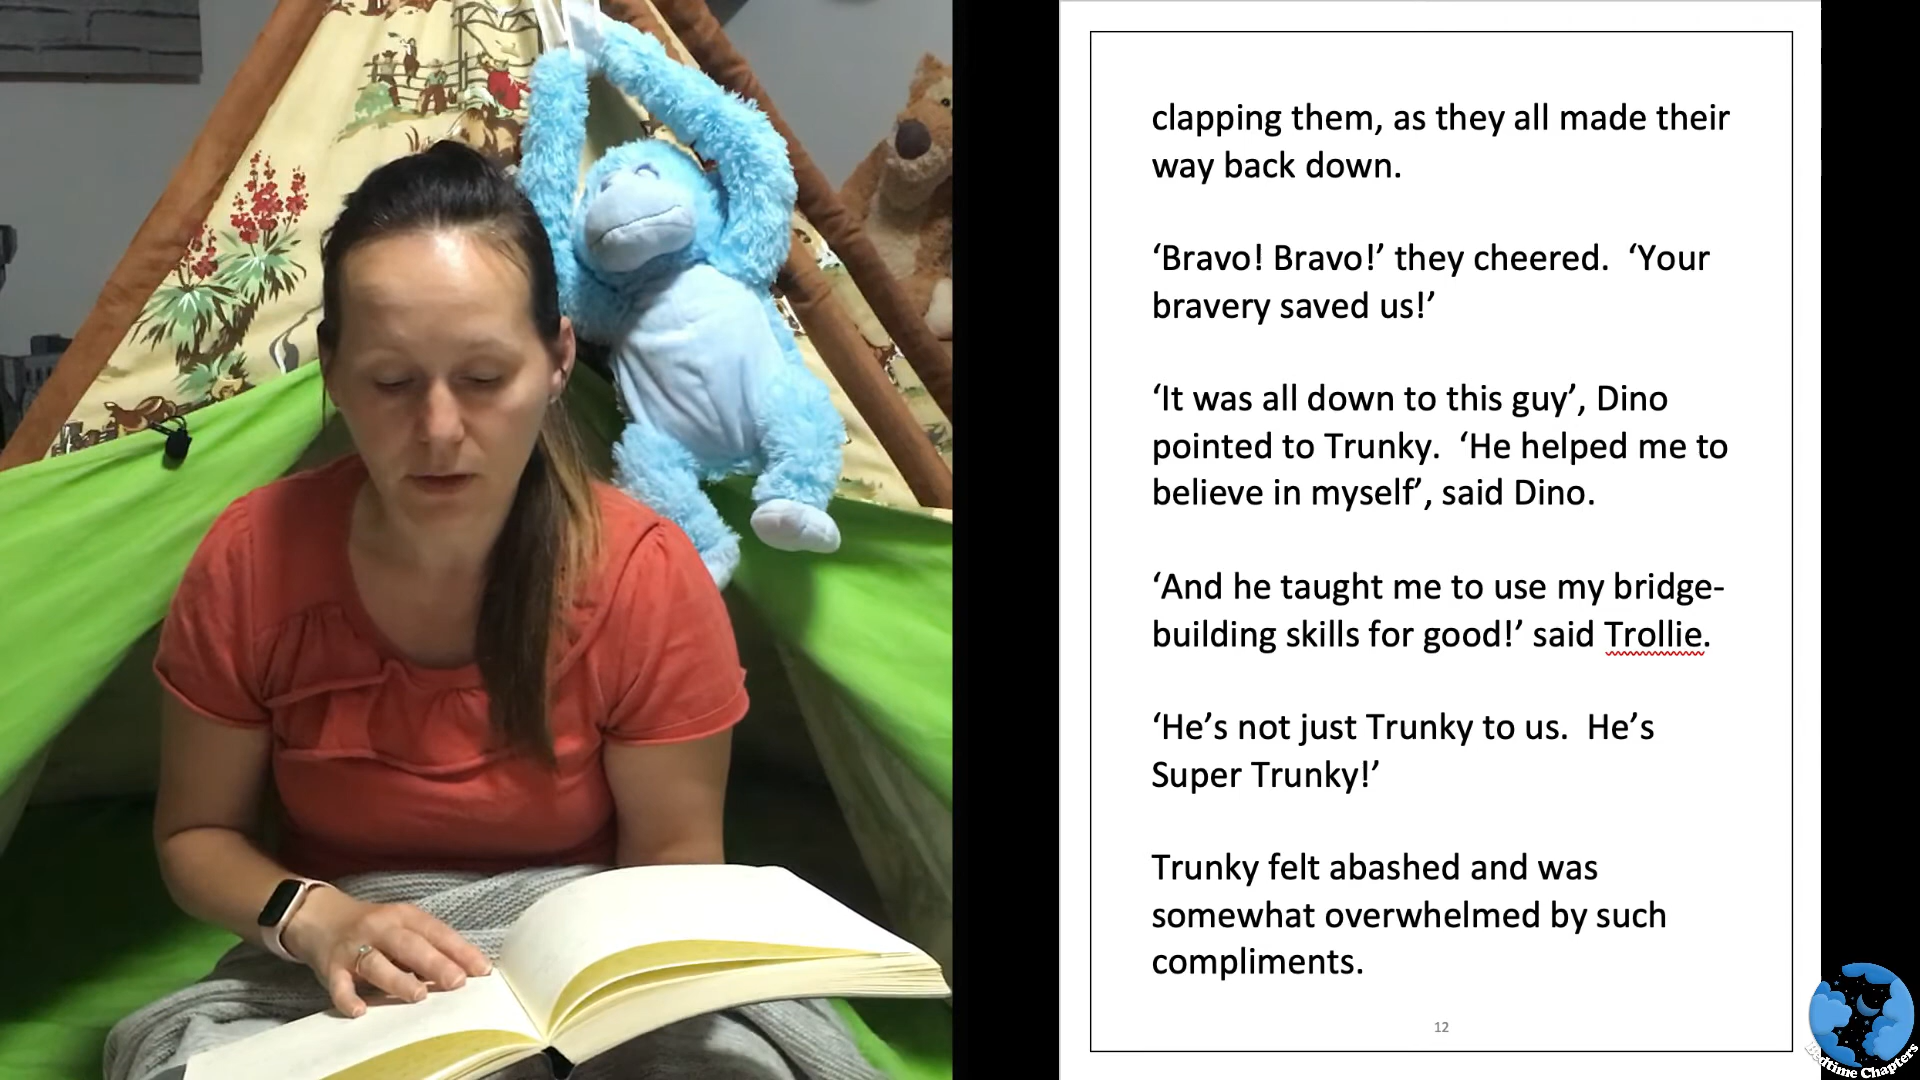 clapping them, as they all made their
way back down.
‘Bravo! Bravo!’ they cheered.  ‘Your
bravery saved us!’
‘It was all down to this guy’, Dino
pointed to Trunky.  ‘He helped me to
believe in myself’, said Dino.
‘And he taught me to use my bridge-
building skills for good!’ said Trollie.
‘He’s not just Trunky to us.  He’s
Super Trunky!’
Trunky felt abashed and was
somewhat overwhelmed by such
compliments.
12
Bedtime Chapters